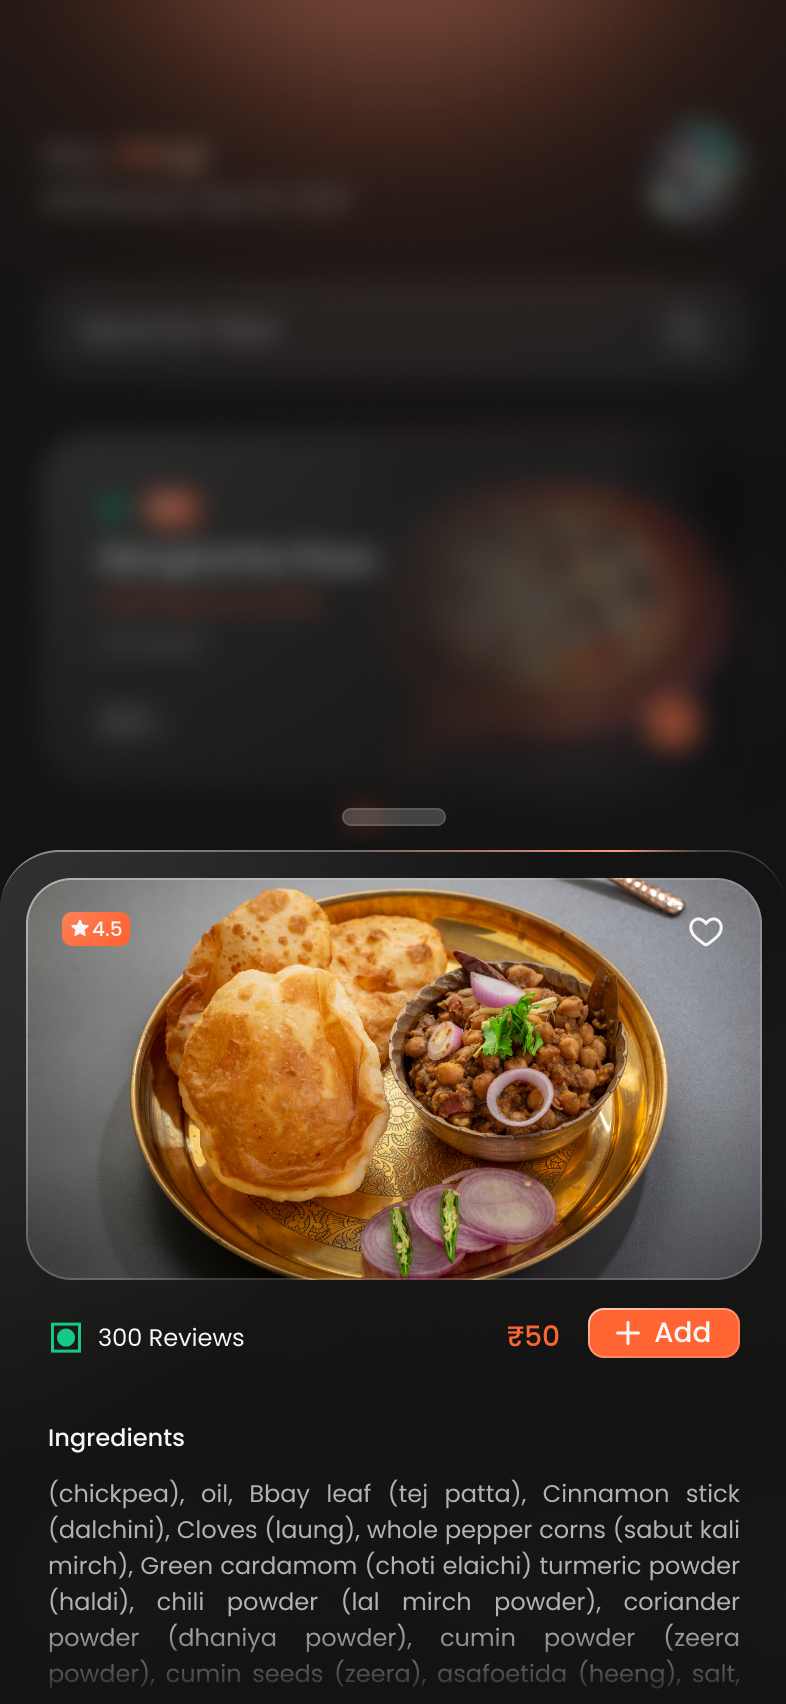 4.5
300 Reviews
₹50
Add
Ingredients
(chickpea), oil, Bbay leaf (tej patta), Cinnamon stick
(dalchini), Cloves (laung), whole pepper corns (sabut kali
mirch), Green cardamom (choti elaichi) turmeric powder
(haldi), chili powder (lal mirch powder), coriander
powder (dhaniya powder), cumin powder (zeera
powder), cumin seeds (zeera), asafoetida (heeng), salt,